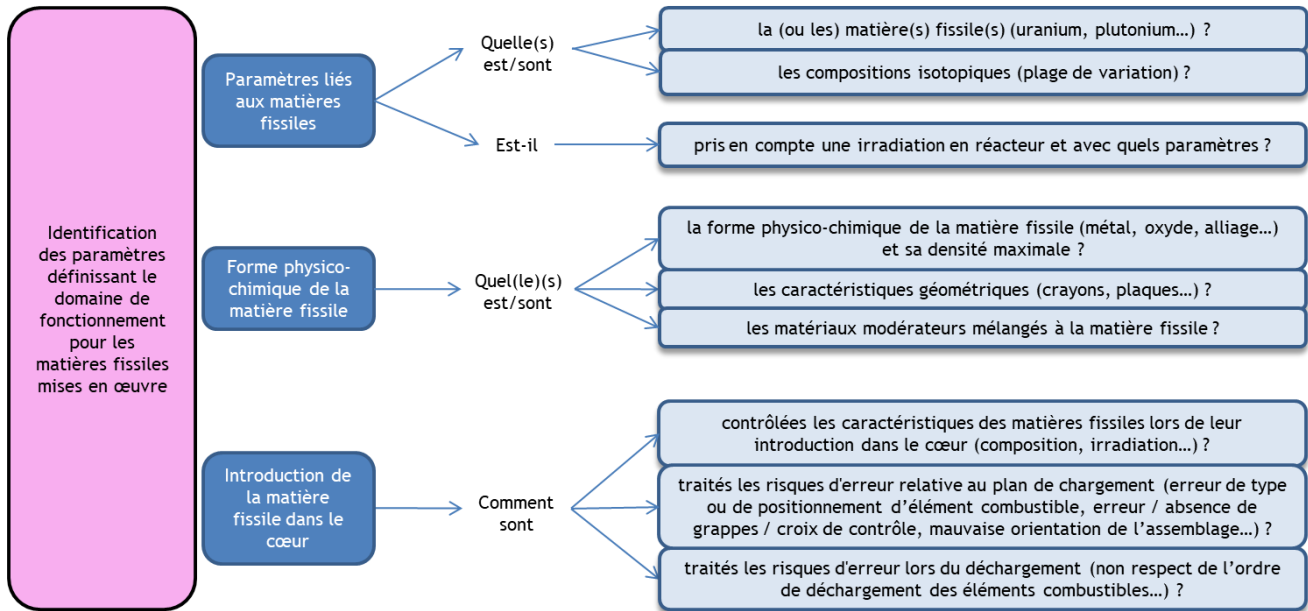 Identification
des paramètres
définissant le
domaine de
fonctionnement
pour les
matières fissiles
mises en œuvre
Paramètres liés
aux matières
fissiles
Quelle(s)
est/sont
la (ou les) matière(s) fissile(s) (uranium, plutonium…) ?
les compositions isotopiques (plage de variation) ?
Est-il
pris en compte une irradiation en réacteur et avec quels paramètres ?
Forme physico-
chimique de la
matière fissile
Quel(le)(s)
est/sont
la forme physico-chimique de la matière fissile (métal, oxyde, alliage…)
et sa densité maximale ?
les caractéristiques géométriques (crayons, plaques…) ?
les matériaux modérateurs mélangés à la matière fissile ?
Introduction de
la matière
fissile dans le
cœur
Comment
sont
contrôlées les caractéristiques des matières fissiles lors de leur
introduction dans le cœur (composition, irradiation…) ?
traités les risques d'erreur relative au plan de chargement (erreur de type
ou de positionnement d’élément combustible, erreur / absence de
grappes / croix de contrôle, mauvaise orientation de l’assemblage…) ?
traités les risques d'erreur lors du déchargement (non respect de l’ordre
de déchargement des éléments combustibles…) ?